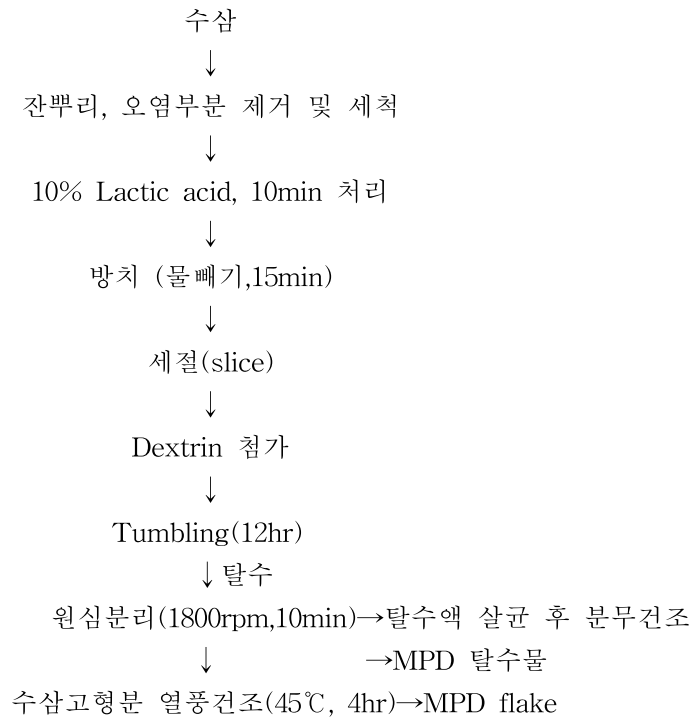 수삼
↓
잔뿌리, 오염부분 제거 및 세척
↓
10% Lactic acid, 10min 처리
↓
방치 (물빼기,15min)
↓
세절(slice)
↓
Dextrin 첨가
↓
Tumbling(12hr)
↓탈수
원심분리(1800rpm,10min)→탈수액 살균 후 분무건조
↓ →MPD 탈수물
수삼고형분 열풍건조(45℃, 4hr)→MPD flake